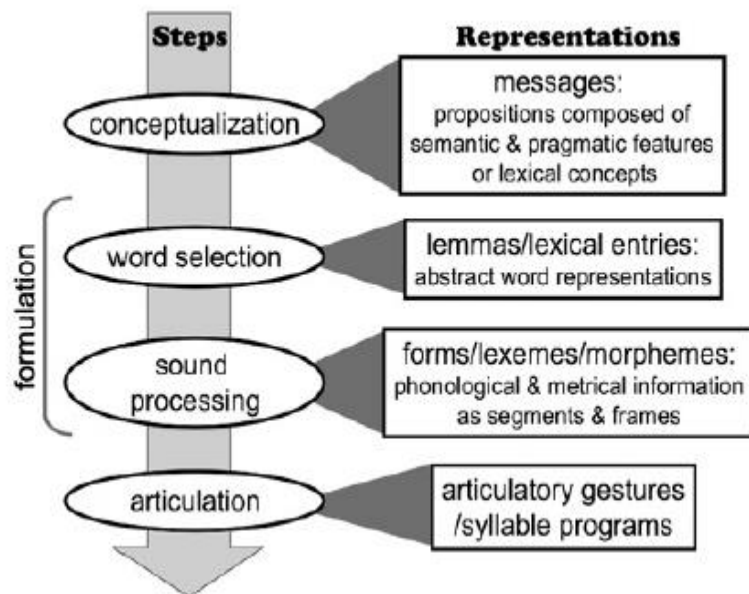 Steps
Representations
conceptualization
messages:
propositions composed of
semantic & pragmatic features
or lexical concepts
formulation
word selection
lemmas/lexical entries:
abstract word representations
sound
processing
forms/lexemes/morphemes:
phonological & metrical information
as segments & frames
articulation
articulatory gestures
/syllable programs